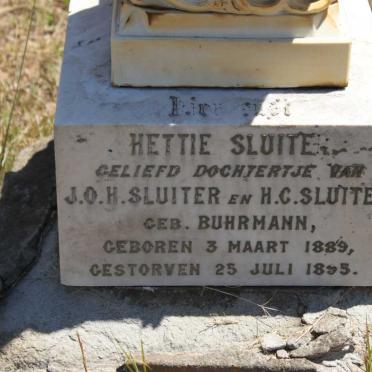 Hier rust
HETTIE SLUITER
GELIEFD DOCHTERTJE VAN
J.O.H. SLUITER EN H.C. SLUITE
GEB. BUHRMANN,
GEBOREN 3 MAART 1889,
GESTORVEN 25 JULI 1895.